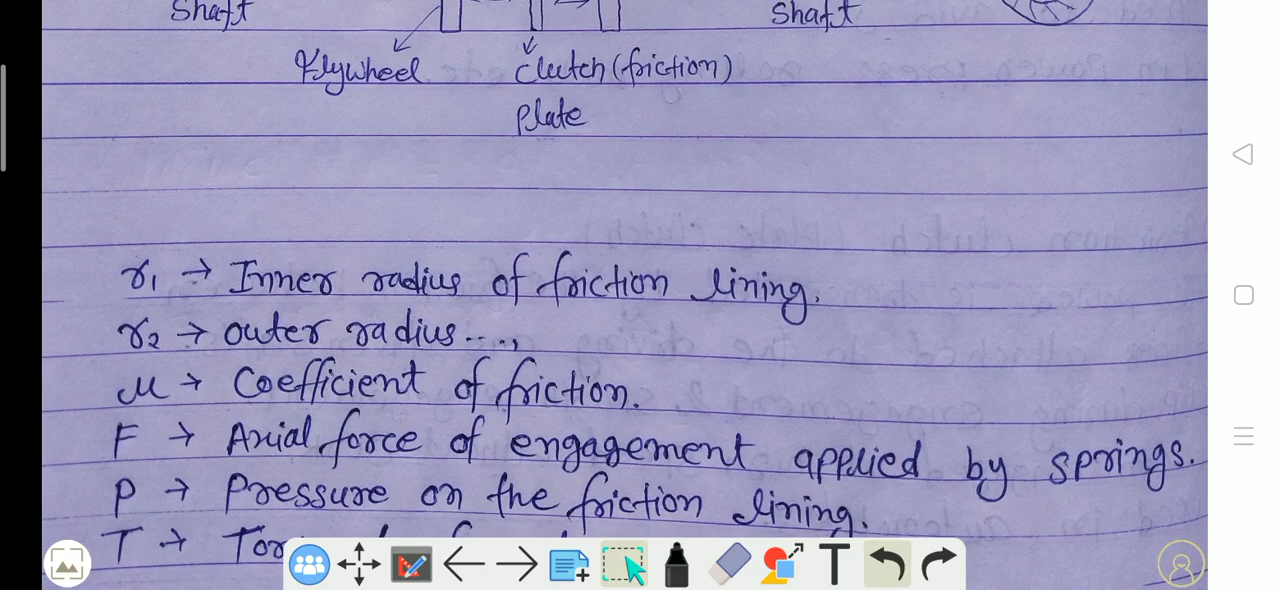 Shaft Shaft
Flywheel clutch (friction)
plate
r1 → Inner radius of friction lining.
r2 → outer radius ....,
μ → Coefficient of friction.
F → Axial force of engagement applied by springs.
P → Pressure on the friction lining.
T →
T